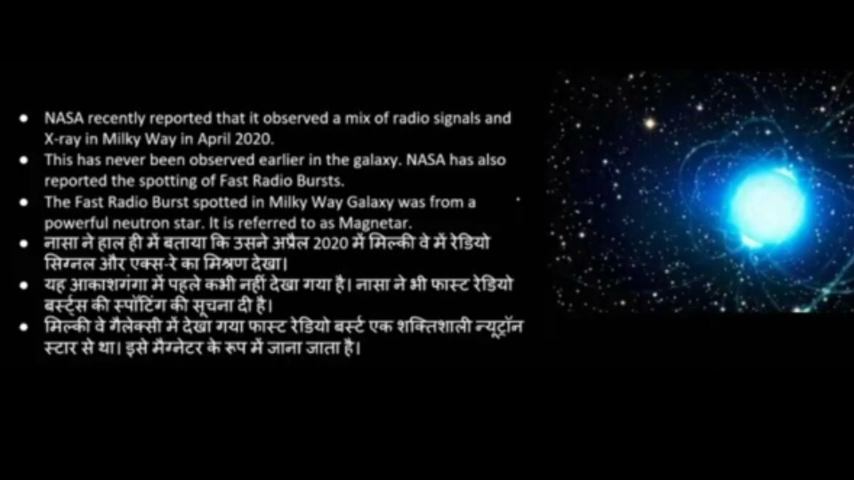 ● NASA recently reported that it observed a mix of radio signals and
X-ray in Milky Way in April 2020.
● This has never been observed earlier in the galaxy. NASA has also
reported the spotting of Fast Radio Bursts.
● The Fast Radio Burst spotted in Milky Way Galaxy was from a
powerful neutron star. It is referred to as Magnetar.
● नासा ने हाल ही में बताया कि उसने अप्रैल 2020 में मिल्की वे में रेडियो
सिग्नल और एक्स-रे का मिश्रण देखा।
● यह आकाशगंगा में पहले कभी नहीं देखा गया है। नासा ने भी फास्ट रेडियो
बर्स्ट्स की स्पॉटिंग की सूचना दी है।
● मिल्की वे गैलेक्सी में देखा गया फास्ट रेडियो बर्स्ट एक शक्तिशाली न्यूट्रॉन
स्टार से था। इसे मैग्नेटर के रूप में जाना जाता है।